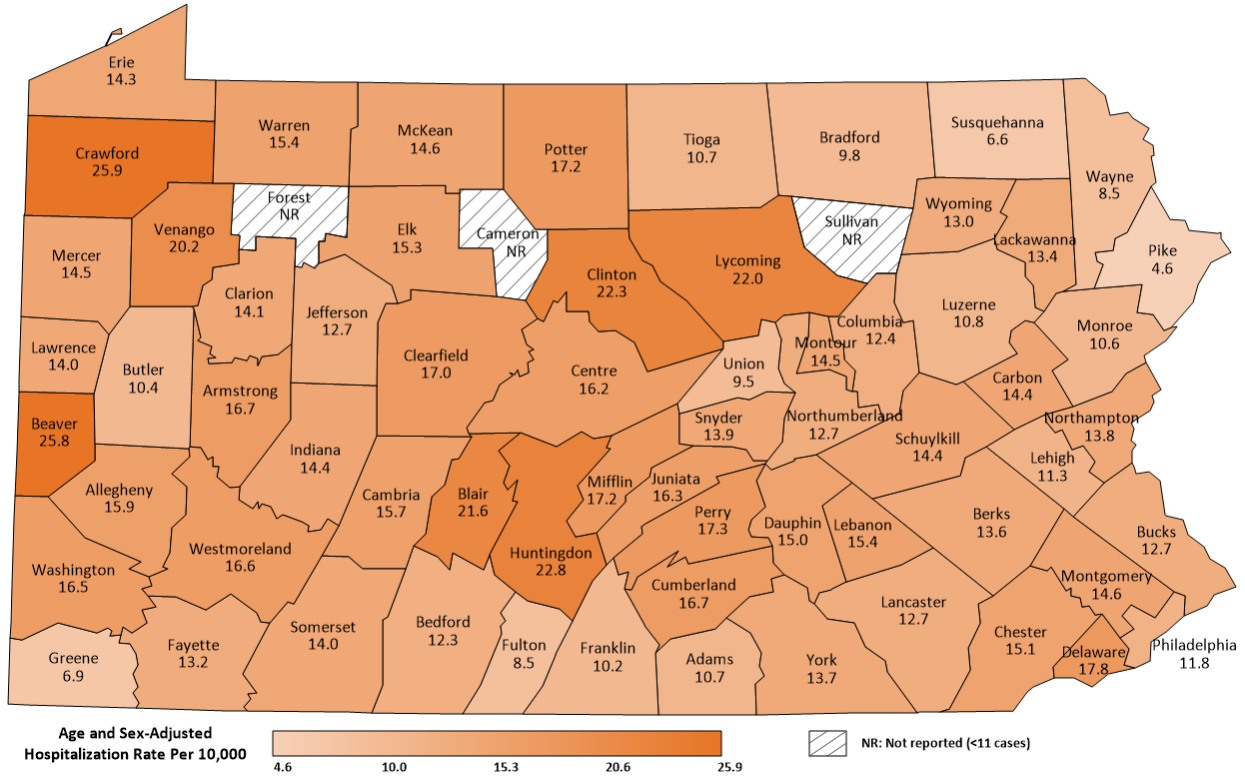 Erie
14.3
Crawford
25.9
Warren
15.4
McKean
14.6
Potter
17.2
Tioga
10.7
Bradford
9.8
Susquehanna
6.6
Wayne
8.5
Pike
4.6
Mercer
14.5
Venango
20.2
Forest
NR
Elk
15.3
Cameron
NR
Clinton
22.3
Lycoming
22.0
Sullivan
NR
Wyoming
13.0
Lackawanna
13.4
Lawrence
14.0
Butler
10.4
Clarion
14.1
Jefferson
12.7
Clearfield
17.0
Centre
16.2
Union
9.5
Montour
14.5
Columbia
12.4
Luzerne
10.8
Monroe
10.6
Beaver
25.8
Armstrong
16.7
Indiana
14.4
Snyder
13.9
Northumberland
12.7
Schuylkill
14.4
Carbon
14.4
Northampton
13.8
Lehigh
11.3
Allegheny
15.9
Westmoreland
16.6
Cambria
15.7
Blair
21.6
Huntingdon
22.8
Mifflin
17.2
Juniata
16.3
Perry
17.3
Dauphin
15.0
Lebanon
15.4
Berks
13.6
Bucks
12.7
Washington
16.5
Greene
6.9
Fayette
13.2
Somerset
14.0
Bedford
12.3
Fulton
8.5
Franklin
10.2
Cumberland
16.7
Adams
10.7
York
13.7
Lancaster
12.7
Chester
15.1
Montgomery
14.6
Delaware
17.8
Philadelphia
11.8
Age and Sex-Adjusted
Hospitalization Rate Per 10,000
4.6 10.0 15.3 20.6 25.9
NR: Not reported (<11 cases)